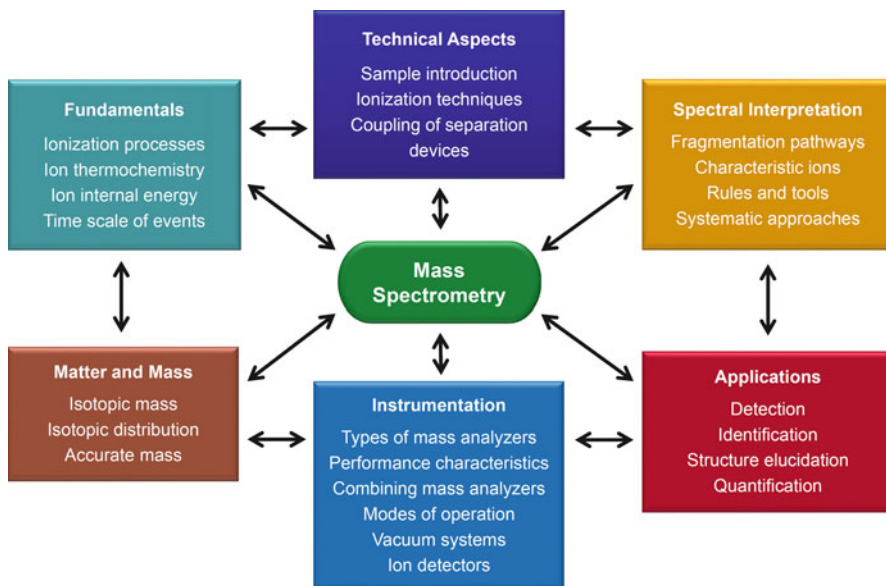 Technical Aspects
Sample introduction
Ionization techniques
Coupling of separation
devices
Fundamentals
Ionization processes
Ion thermochemistry
Ion internal energy
Time scale of events
Spectral Interpretation
Fragmentation pathways
Characteristic ions
Rules and tools
Systematic approaches
Mass
Spectrometry
Matter and Mass
Isotopic mass
Isotopic distribution
Accurate mass
Instrumentation
Types of mass analyzers
Performance characteristics
Combining mass analyzers
Modes of operation
Vacuum systems
Ion detectors
Applications
Detection
Identification
Structure elucidation
Quantification